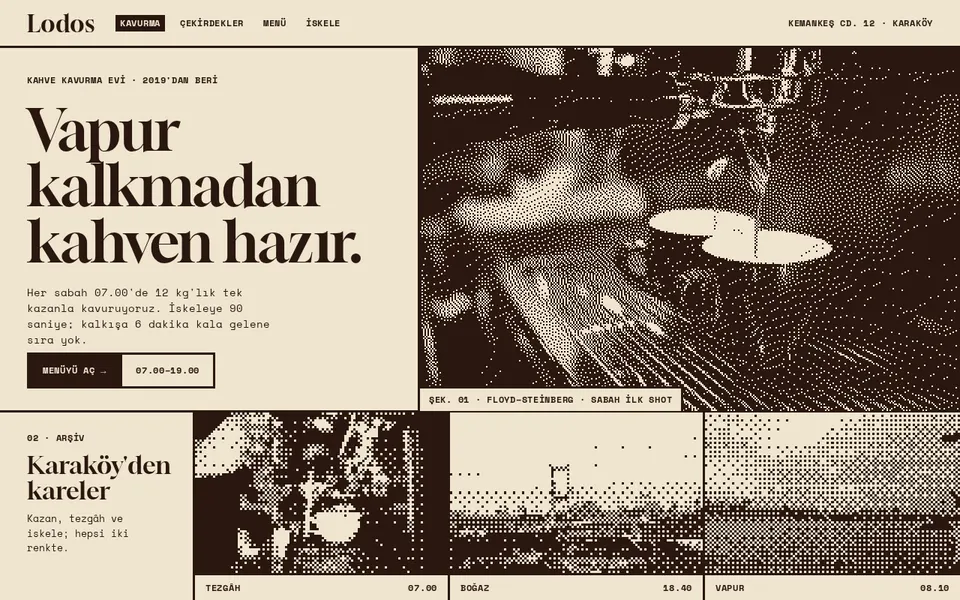 Lodos
KAVURMA
ÇEKİRDEKLER
MENÜ
İSKELE
KEMANKEŞ CD. 12 · KARAKÖY
KAHVE KAVURMA EVİ · 2019'DAN BERİ
Vapur
kalkmadan
kahven hazır.
Her sabah 07.00'de 12 kg'lık tek
kazanla kavuruyoruz. İskeleye 90
saniye; kalkışa 6 dakika kala gelene
sıra yok.
MENÜYÜ AÇ →
07.00–19.00
ŞEK. 01 · FLOYD–STEİNBERG · SABAH İLK SHOT
02 · ARŞİV
Karaköy'den
kareler
Kazan, tezgâh ve
iskele; hepsi iki
renkte.
TEZGÂH
07.00
BOĞAZ
18.40
VAPUR
08.10